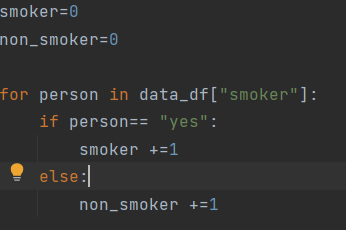 smoker=0
non_smoker=0
for person in data_df["smoker"]:
    if person== "yes":
        smoker +=1
    else:
        non_smoker +=1